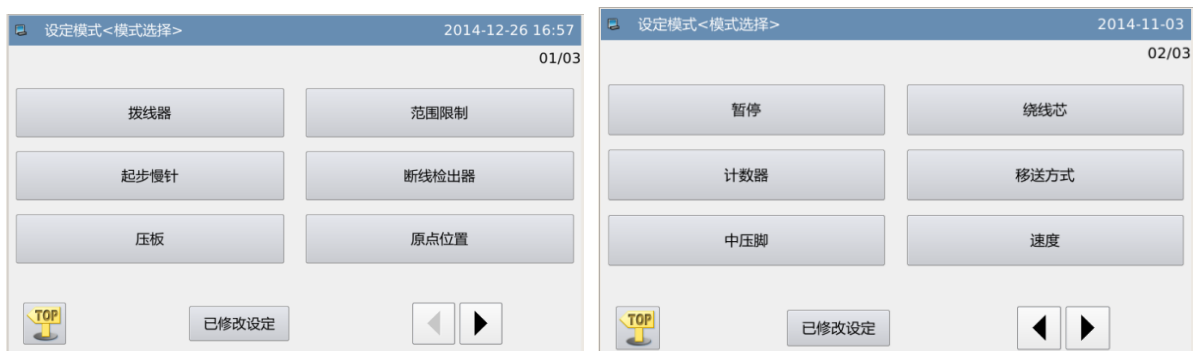 设定模式<模式选择> 2014-12-26 16:57
01/03
拨线器 范围限制
起步慢针 断线检出器
压板 原点位置
TOP 已修改设定
设定模式<模式选择> 2014-11-03
02/03
暂停 绕线芯
计数器 移送方式
中压脚 速度
TOP 已修改设定